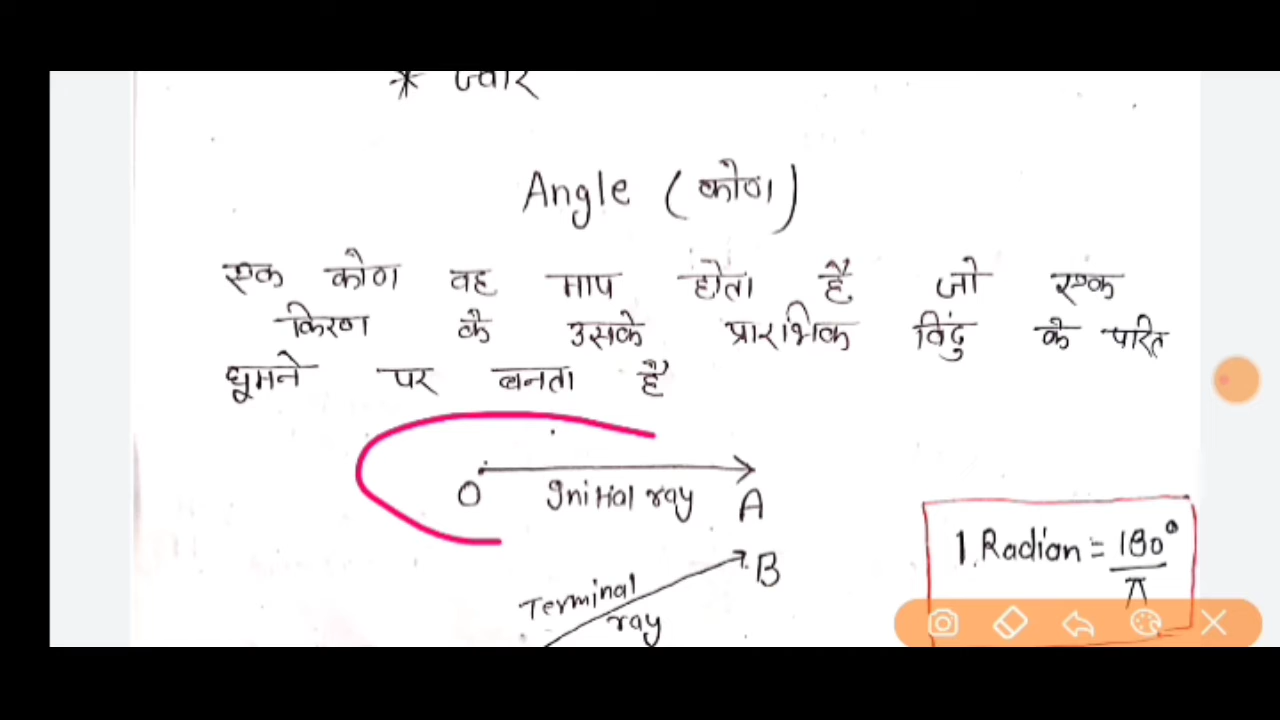 * ज्वार
Angle (कोण)
एक कोण वह माप होता है जो एक
किरण के उसके प्रारंभिक विंदु के परित
घूमने पर बनता है
O Initial ray A
B
Terminal
ray
1 Radian = 180°
π